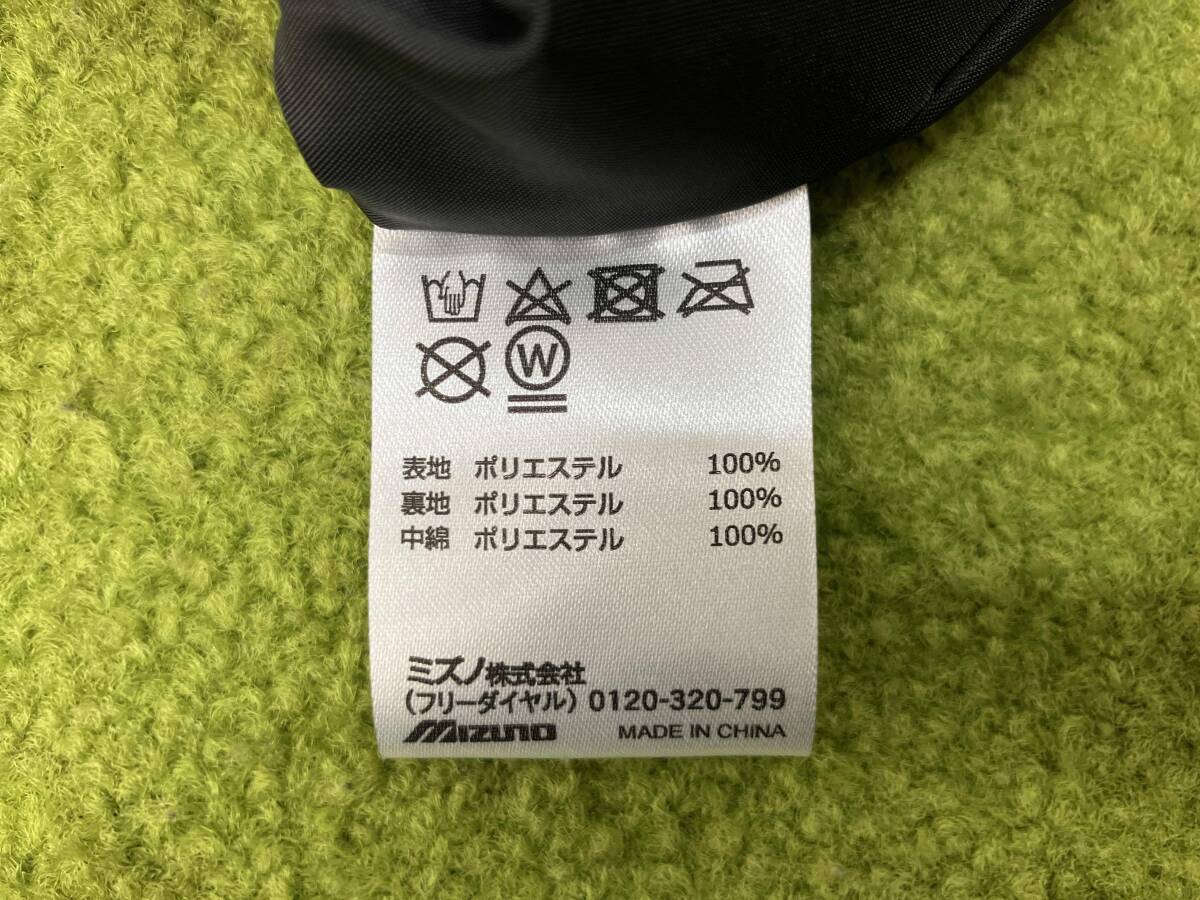 W
表地 ポリエステル 100%
裏地 ポリエステル 100%
中綿 ポリエステル 100%
ミズノ株式会社
(フリーダイヤル) 0120-320-799
Mizuno MADE IN CHINA